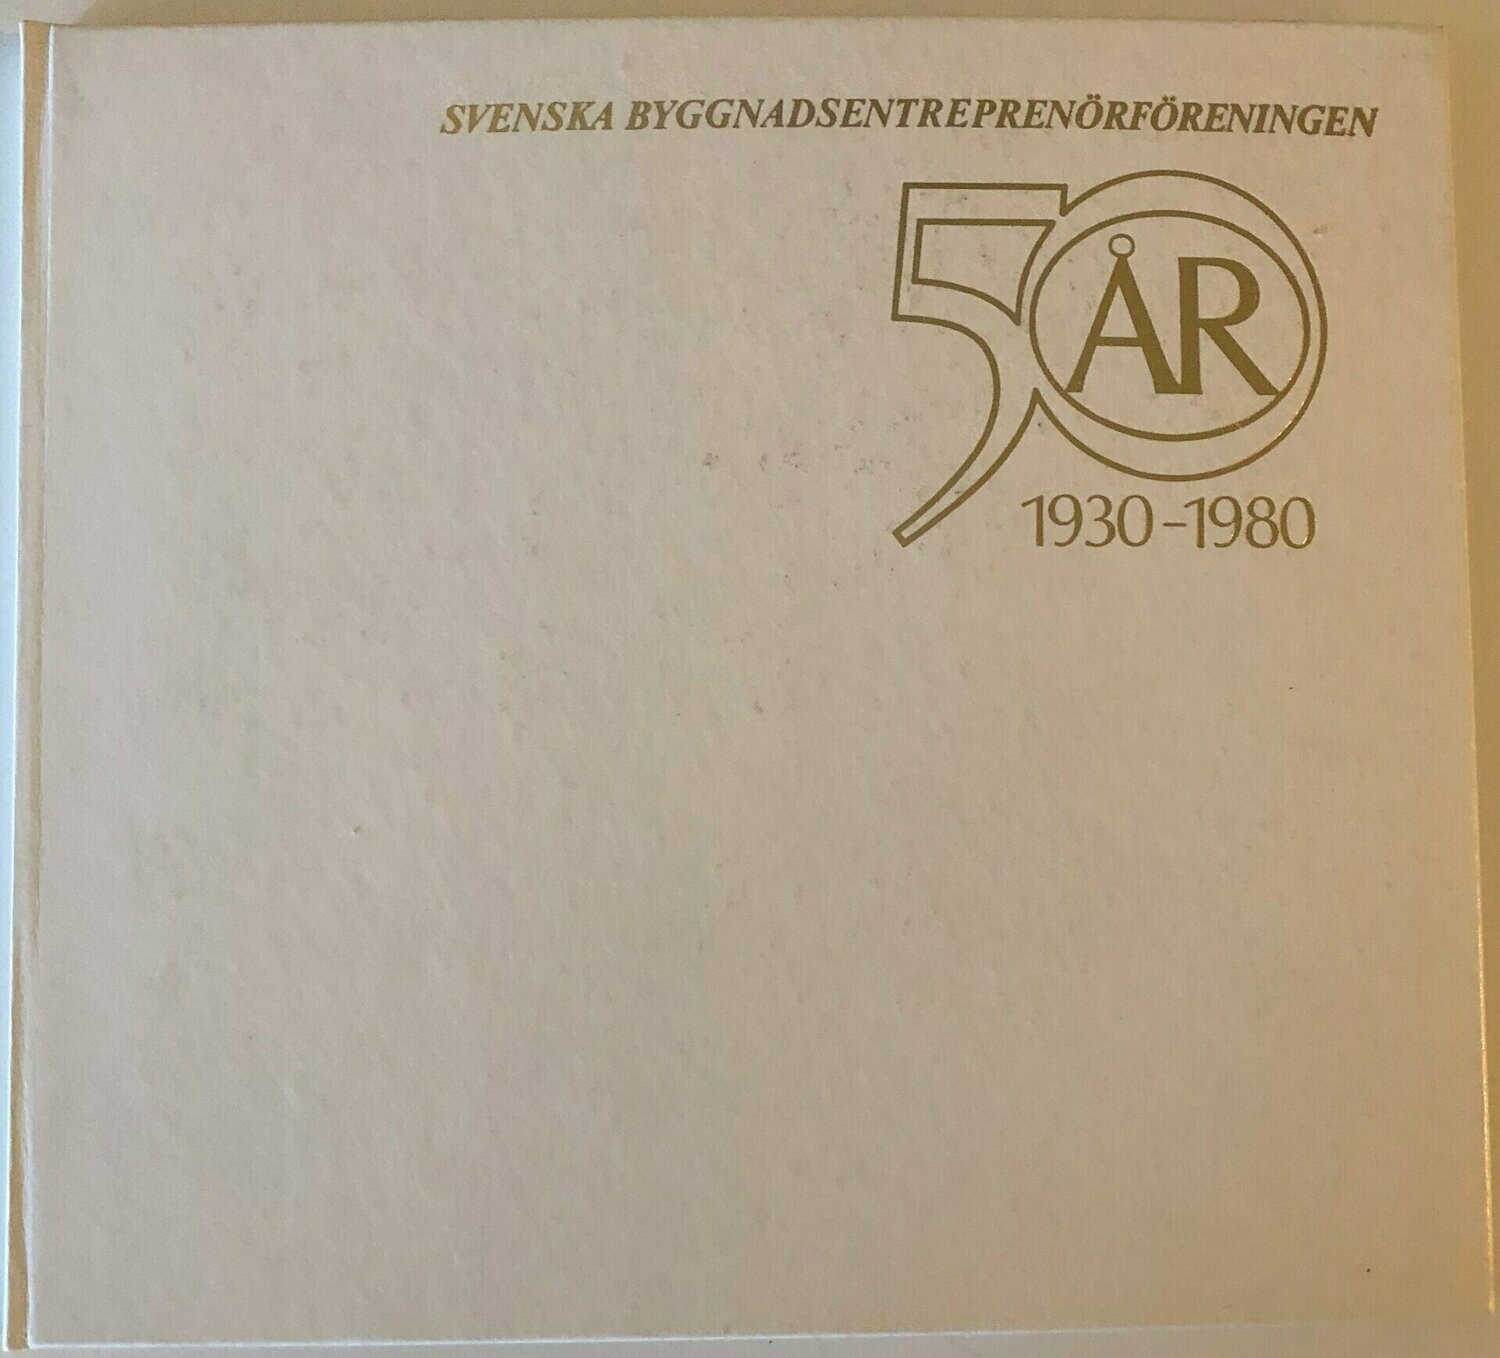 SVENSKA BYGGNADSENTREPRENÖRFÖRENINGEN
50 ÅR
1930-1980